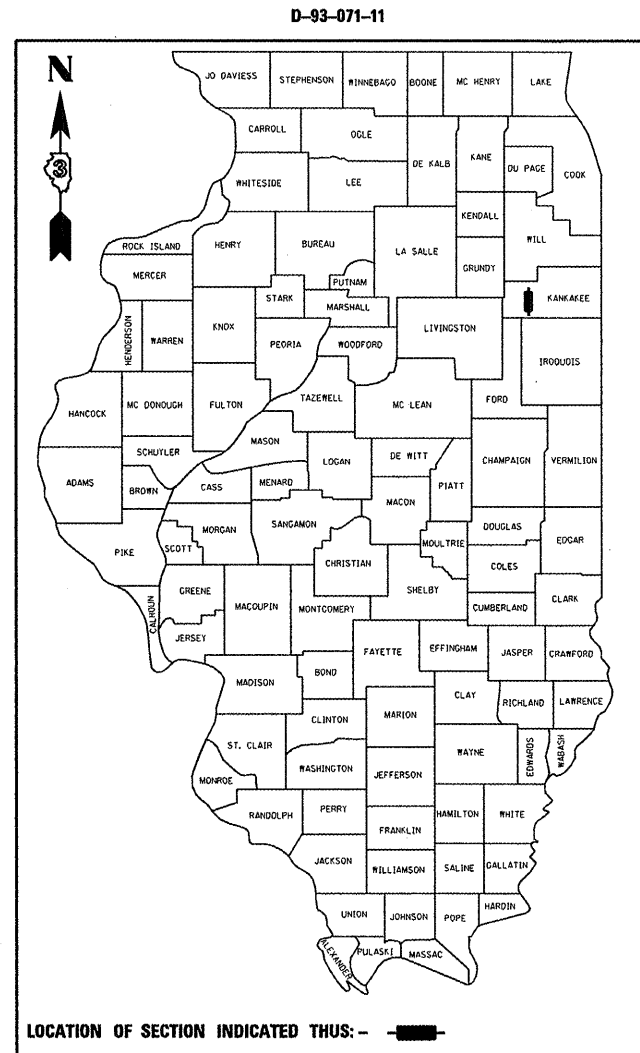 D–93–071–11
N
3
JO DAVIESS STEPHENSON WINNEBAGO BOONE MC HENRY LAKE
CARROLL OGLE
DE KALB KANE DU PAGE COOK
WHITESIDE LEE
KENDALL
WILL
ROCK ISLAND HENRY BUREAU LA SALLE
GRUNDY
MERCER
PUTNAM
STARK MARSHALL KANKAKEE
HENDERSON WARREN KNOX PEORIA WOODFORD LIVINGSTON
IROQUOIS
HANCOCK MC DONOUGH FULTON TAZEWELL MC LEAN FORD
MASON
SCHUYLER
ADAMS BROWN CASS MENARD LOGAN DE WITT PIATT CHAMPAIGN VERMILION
MACON
PIKE SCOTT MORGAN SANGAMON CHRISTIAN MOULTRIE DOUGLAS EDGAR
COLES
CALHOUN GREENE MACOUPIN MONTGOMERY SHELBY CUMBERLAND CLARK
JERSEY
MADISON BOND FAYETTE EFFINGHAM JASPER CRAWFORD
CLAY RICHLAND LAWRENCE
CLINTON MARION
ST. CLAIR WAYNE EDWARDS WABASH
MONROE WASHINGTON JEFFERSON
RANDOLPH PERRY HAMILTON WHITE
FRANKLIN
JACKSON WILLIAMSON SALINE GALLATIN
UNION JOHNSON POPE HARDIN
ALEXANDER PULASKI MASSAC
LOCATION OF SECTION INDICATED THUS: –